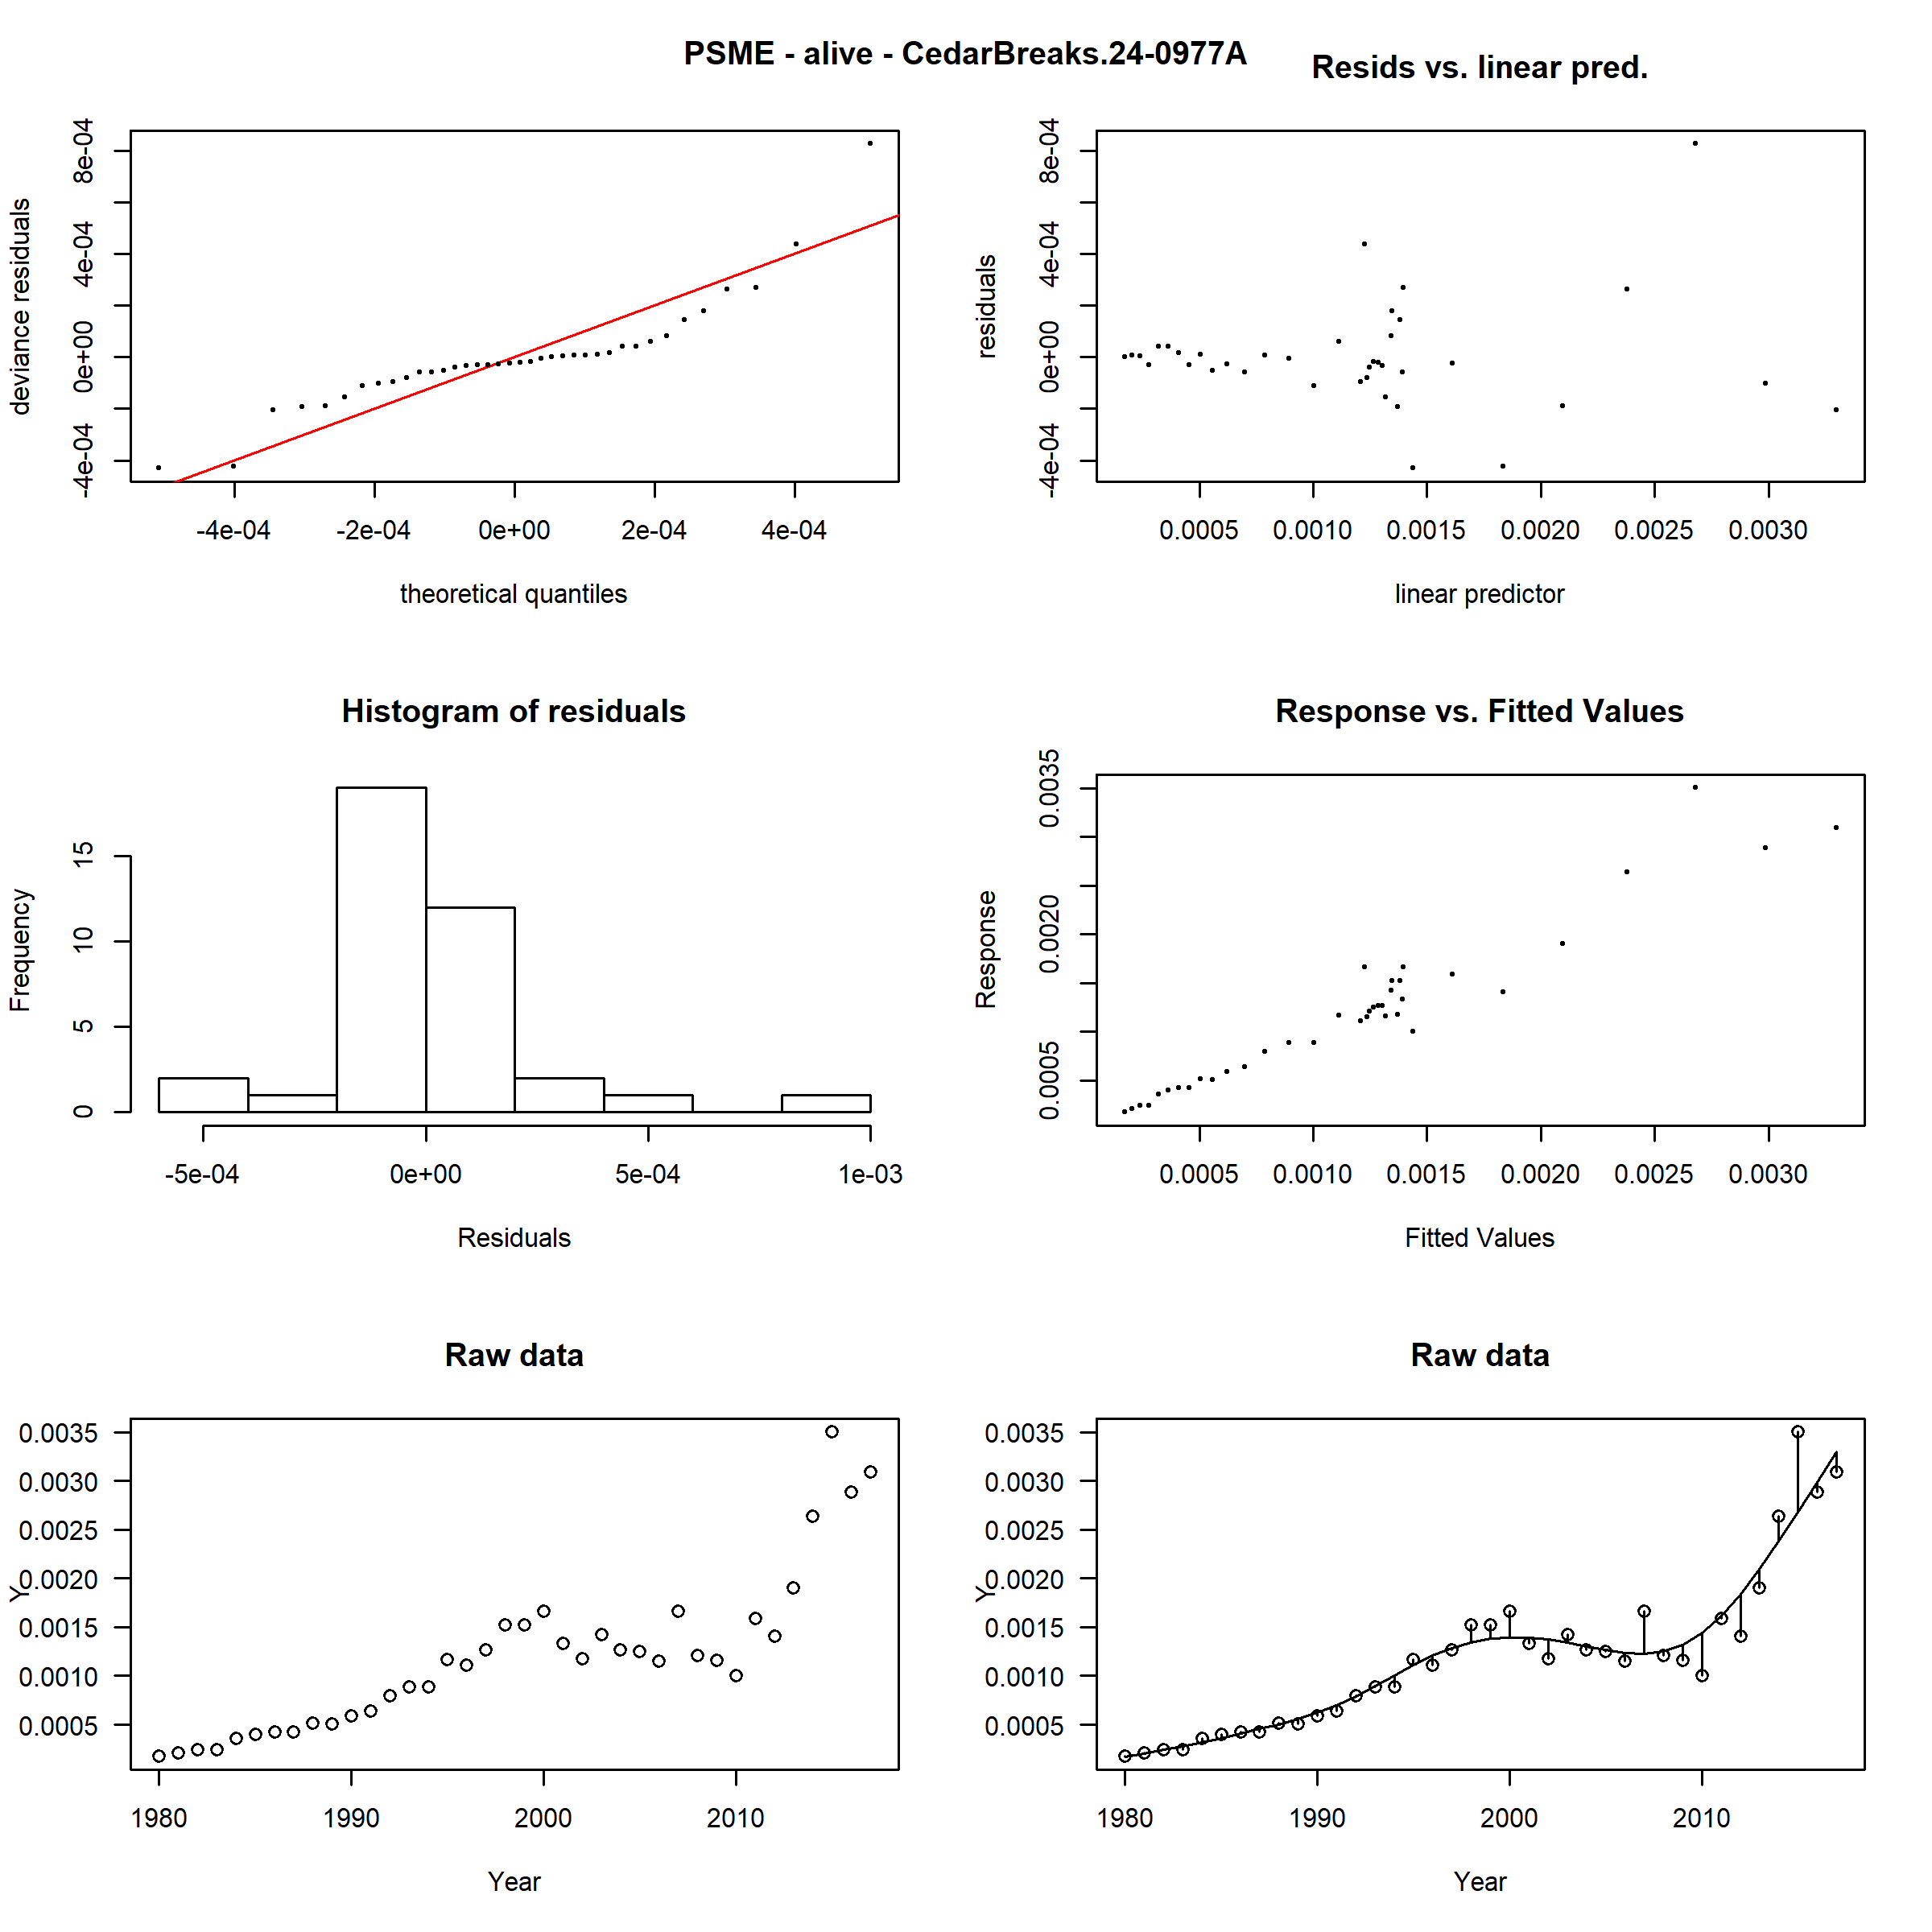 PSME - alive - CedarBreaks.24-0977A
Resids vs. linear pred.
deviance residuals
-4e-04 0e+00 4e-04 8e-04
-4e-04 -2e-04 0e+00 2e-04 4e-04
theoretical quantiles
residuals
-4e-04 0e+00 4e-04 8e-04
0.0005 0.0010 0.0015 0.0020 0.0025 0.0030
linear predictor
Histogram of residuals
Frequency
0 5 10 15
-5e-04 0e+00 5e-04 1e-03
Residuals
Response vs. Fitted Values
Response
0.0005 0.0020 0.0035
0.0005 0.0010 0.0015 0.0020 0.0025 0.0030
Fitted Values
Raw data
Y
0.0035
0.0030
0.0025
0.0020
0.0015
0.0010
0.0005
1980 1990 2000 2010
Year
Raw data
Y
0.0035
0.0030
0.0025
0.0020
0.0015
0.0010
0.0005
1980 1990 2000 2010
Year